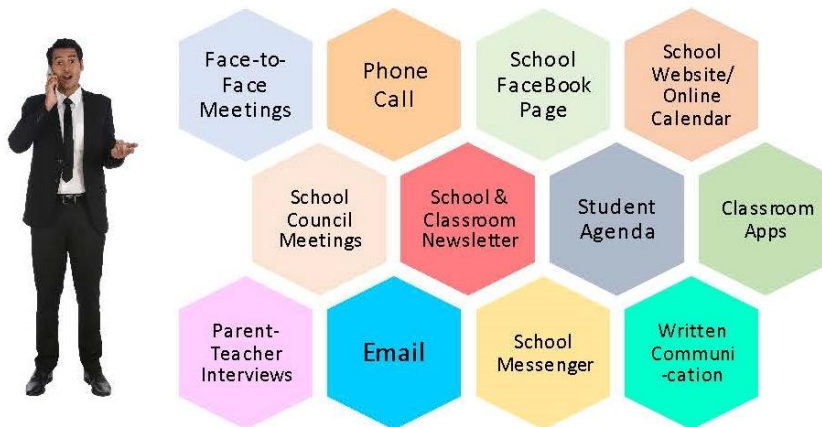 Face-to-
Face
Meetings
Phone
Call
School
FaceBook
Page
School
Website/
Online
Calendar
School
Council
Meetings
School &
Classroom
Newsletter
Student
Agenda
Classroom
Apps
Parent-
Teacher
Interviews
Email
School
Messenger
Written
Communi
-cation